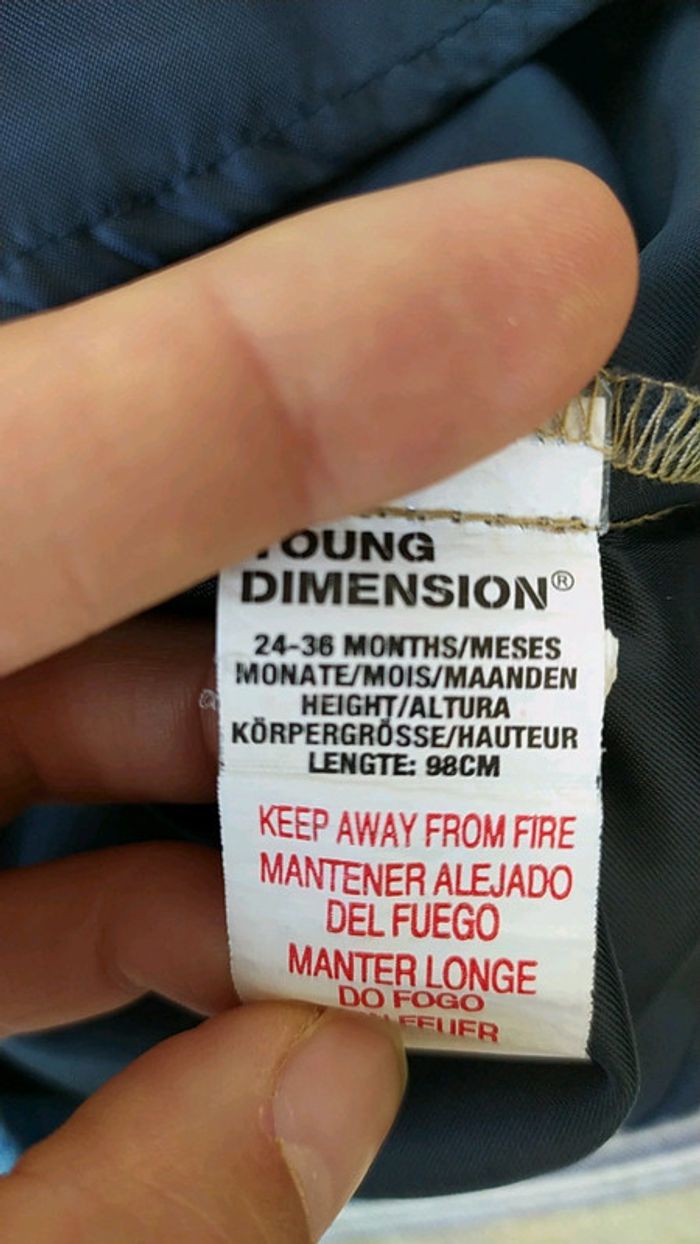 YOUNG
DIMENSION®
24-36 MONTHS/MESES
MONATE/MOIS/MAANDEN
HEIGHT/ALTURA
KÖRPERGRÖSSE/HAUTEUR
LENGTE: 98CM
KEEP AWAY FROM FIRE
MANTENER ALEJADO
DEL FUEGO
MANTER LONGE
DO FOGO
FEUER